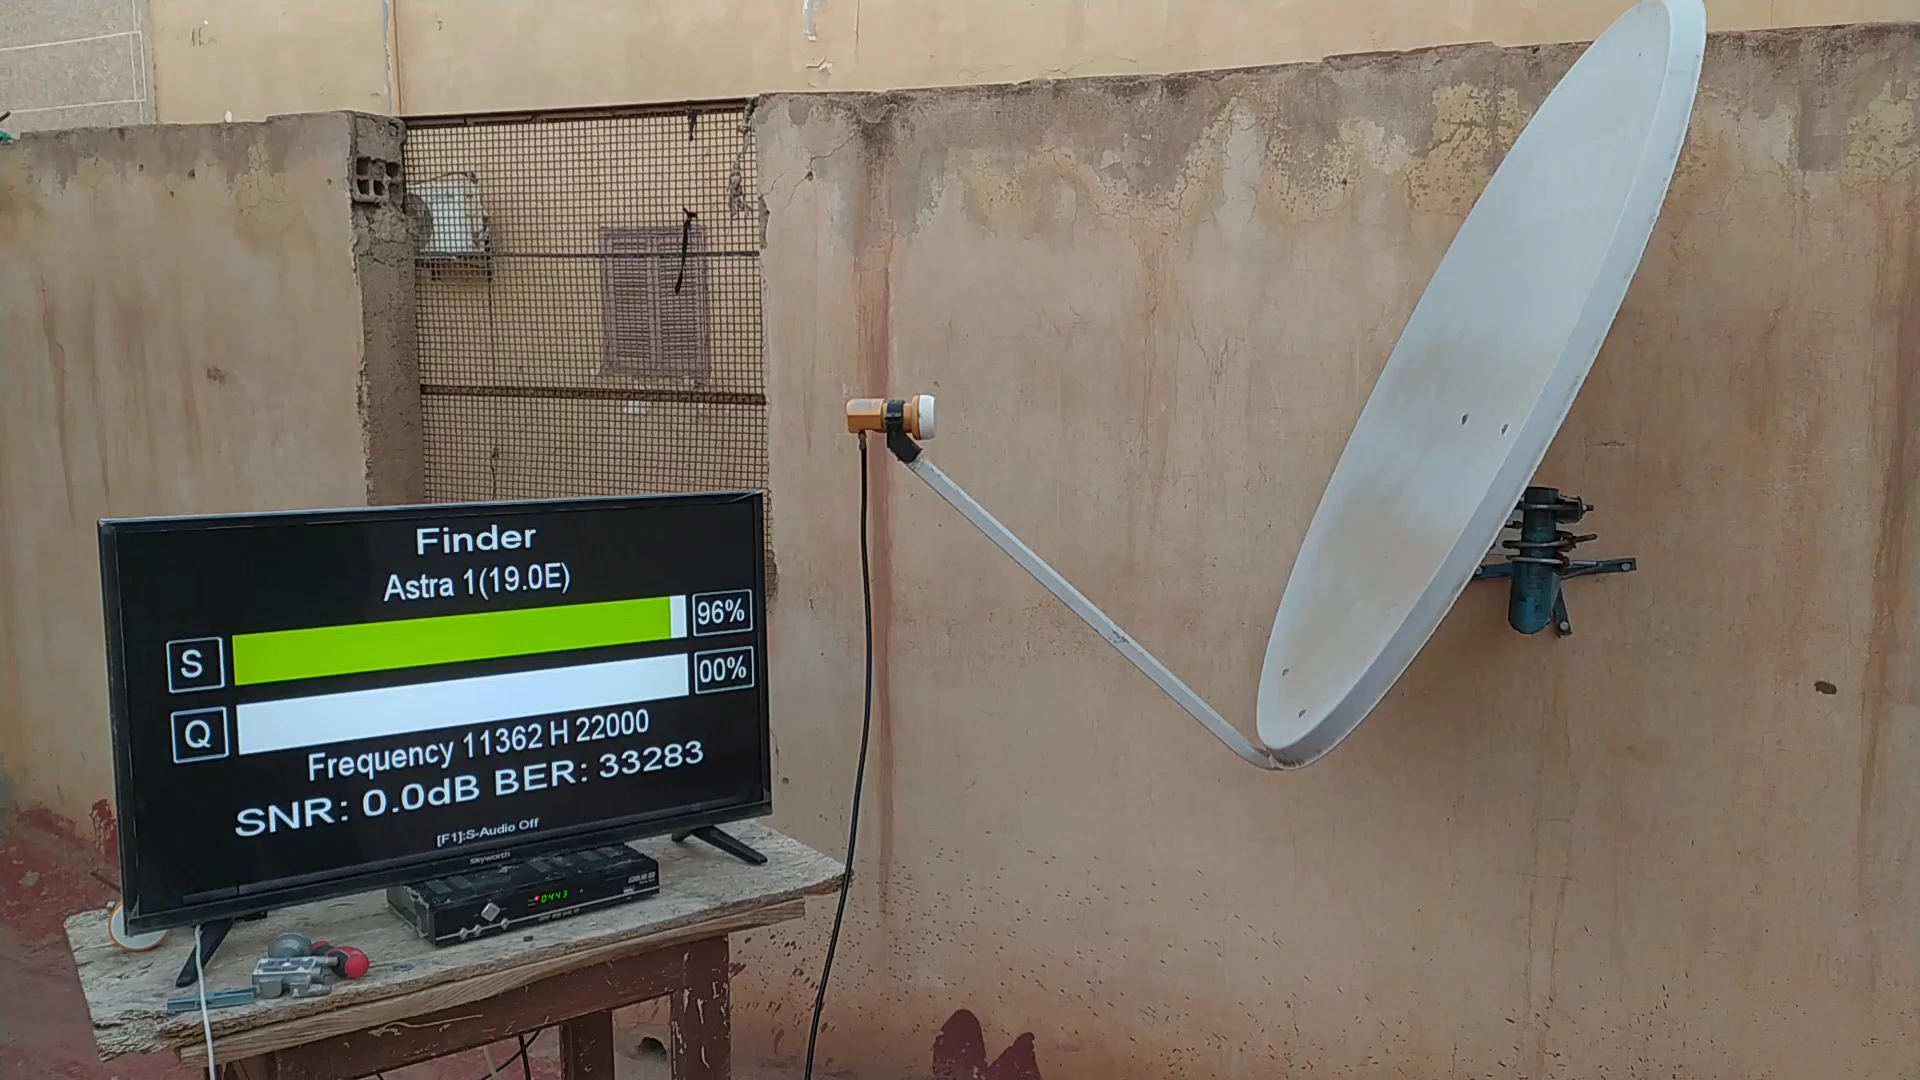 Finder
Astra 1(19.0E)
S 96%
Q 00%
Frequency 11362 H 22000
SNR: 0.0dB BER: 33283
[F1]:S-Audio Off
Skyworth
0443